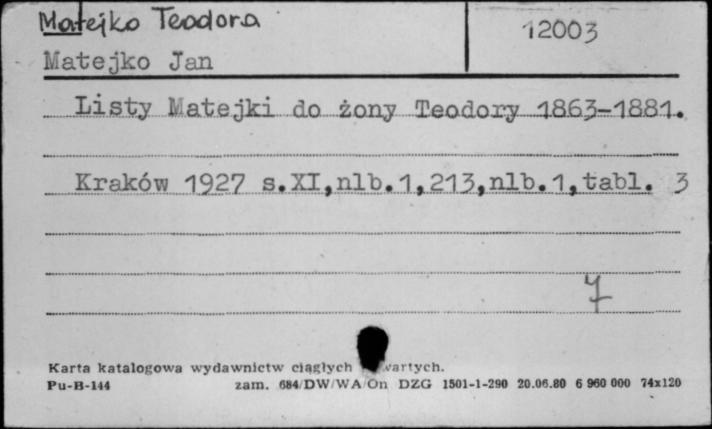 Matejko Teodora
12003
Matejko Jan
Listy Matejki do żony Teodory 1863-1881.
Kraków 1927 s.XI,nlb.1,213,nlb.1,tabl. 3
7
Karta katalogowa wydawnictw ciągłych wartych.
Pu-B-144 zam. 684/DW/WA/On DZG 1501-1-290 20.06.80 6 960 000 74x120